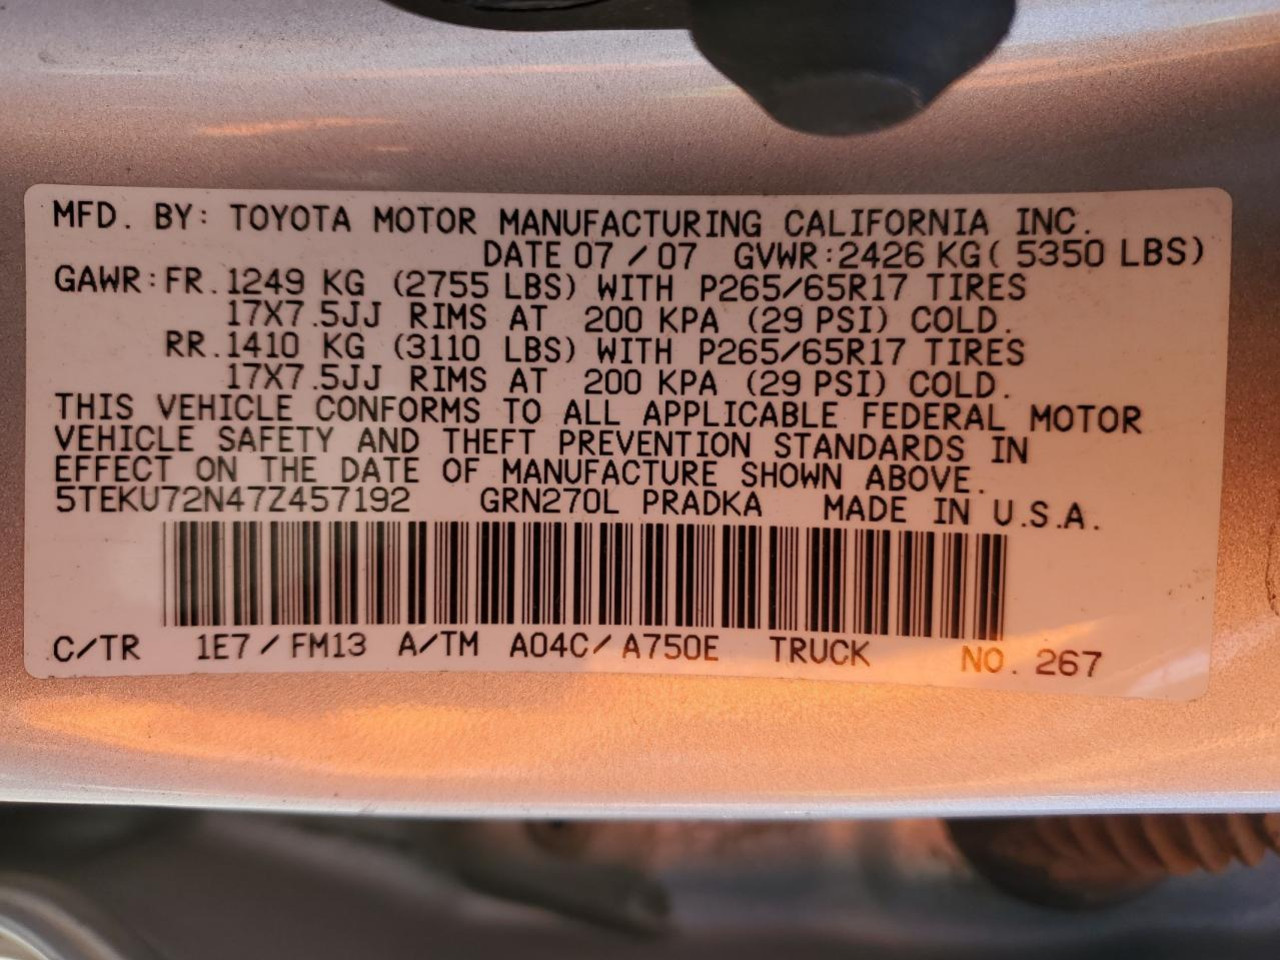 MFD. BY: TOYOTA MOTOR MANUFACTURING CALIFORNIA INC.
DATE 07 / 07 GVWR:2426 KG( 5350 LBS)
GAWR: FR. 1249 KG (2755 LBS) WITH P265/65R17 TIRES
17X7.5JJ RIMS AT 200 KPA (29 PSI) COLD.
RR. 1410 KG (3110 LBS) WITH P265/65R17 TIRES
17X7.5JJ RIMS AT 200 KPA (29 PSI) COLD.
THIS VEHICLE CONFORMS TO ALL APPLICABLE FEDERAL MOTOR
VEHICLE SAFETY AND THEFT PREVENTION STANDARDS IN
EFFECT ON THE DATE OF MANUFACTURE SHOWN ABOVE.
5TEKU72N47Z457192 GRN270L PRADKA MADE IN U.S.A.
C/TR 1E7 / FM13 A/TM A04C/ A750E TRUCK NO. 267